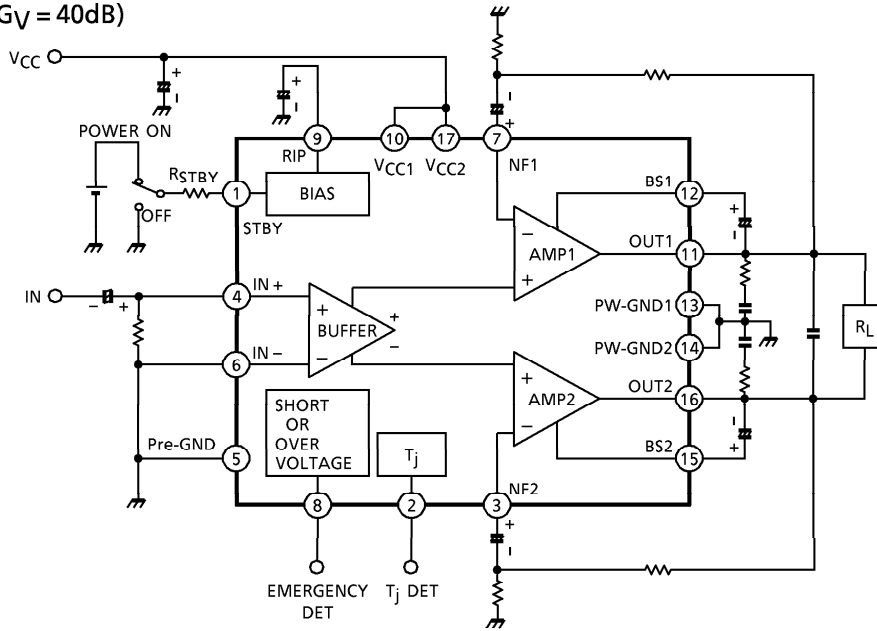 GV = 40dB)
VCC
POWER ON
OFF
RSTBY
1
STBY
9
RIP
BIAS
10
VCC1
17
VCC2
7
NF1
BS1
12
OUT1
11
AMP1
IN
4
IN +
6
IN −
BUFFER
PW-GND1
13
PW-GND2
14
RL
OUT2
16
AMP2
BS2
15
Pre-GND
5
SHORT
OR
OVER
VOLTAGE
Tj
8
2
3
NF2
EMERGENCY
DET
Tj DET